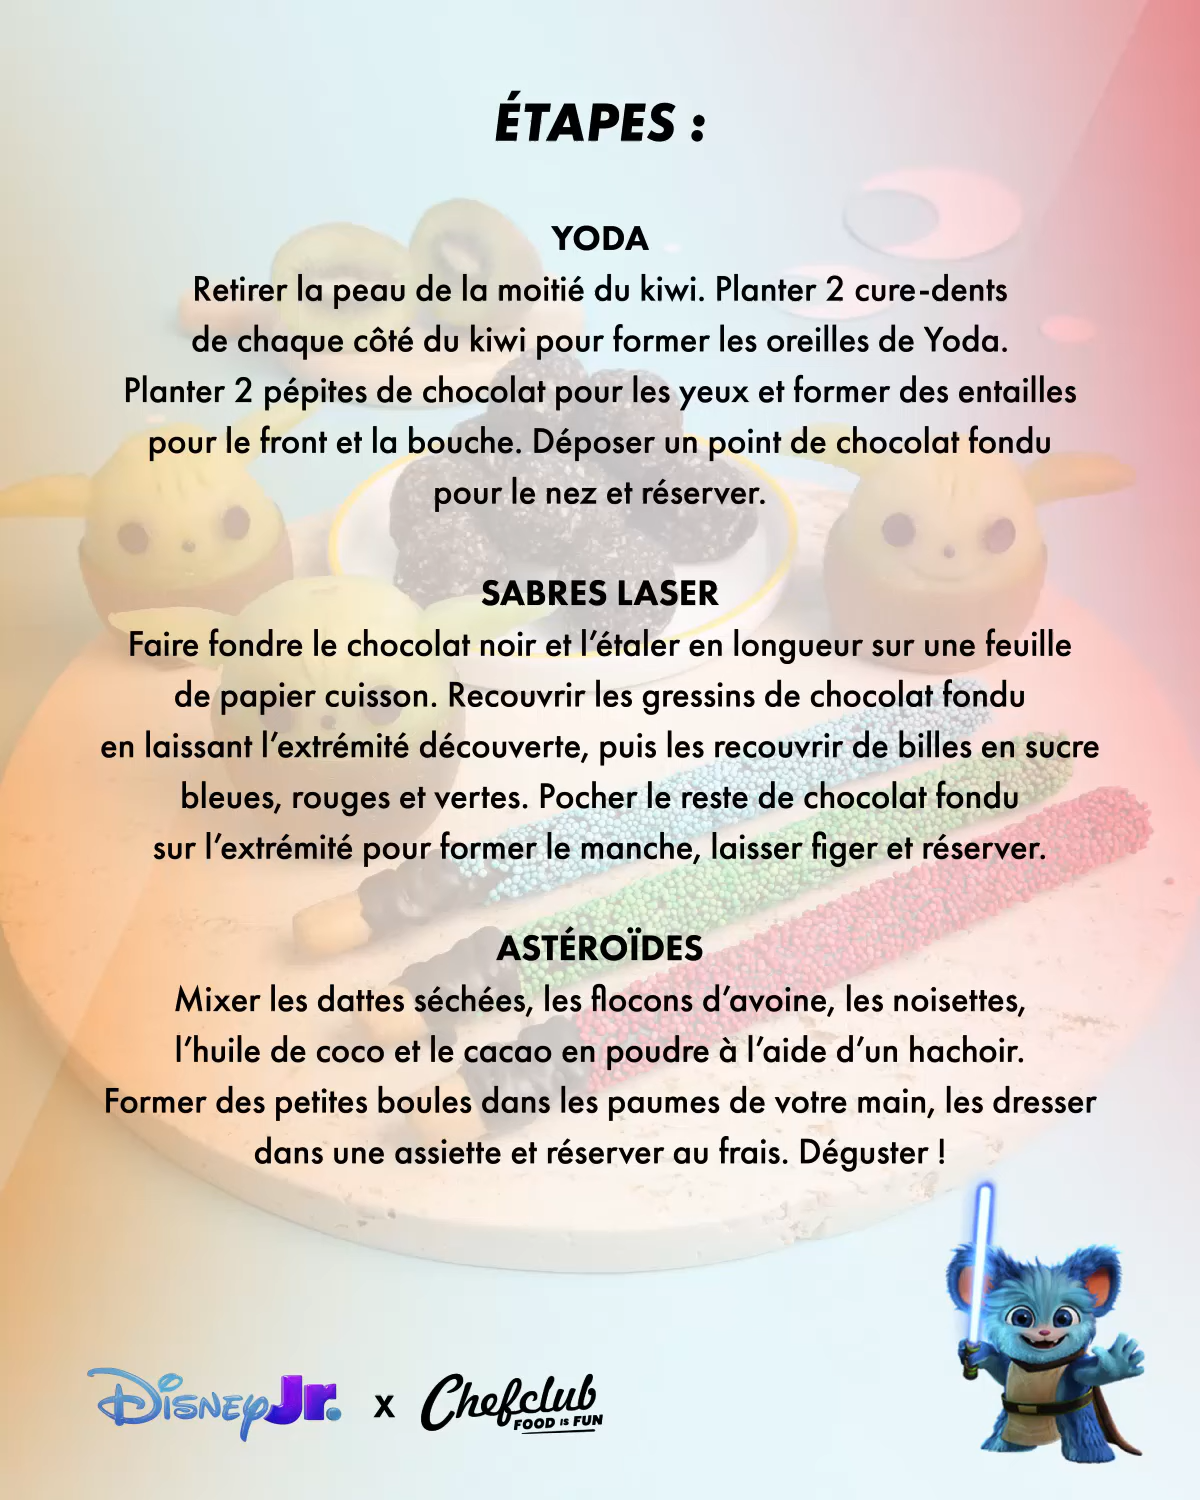 ÉTAPES :
YODA
Retirer la peau de la moitié du kiwi. Planter 2 cure-dents
de chaque côté du kiwi pour former les oreilles de Yoda.
Planter 2 pépites de chocolat pour les yeux et former des entailles
pour le front et la bouche. Déposer un point de chocolat fondu
pour le nez et réserver.
SABRES LASER
Faire fondre le chocolat noir et l’étaler en longueur sur une feuille
de papier cuisson. Recouvrir les gressins de chocolat fondu
en laissant l’extrémité découverte, puis les recouvrir de billes en sucre
bleues, rouges et vertes. Pocher le reste de chocolat fondu
sur l’extrémité pour former le manche, laisser figer et réserver.
ASTÉROÏDES
Mixer les dattes séchées, les flocons d’avoine, les noisettes,
l’huile de coco et le cacao en poudre à l’aide d’un hachoir.
Former des petites boules dans les paumes de votre main, les dresser
dans une assiette et réserver au frais. Déguster !
Disney Jr. x Chefclub
FOOD IS FUN